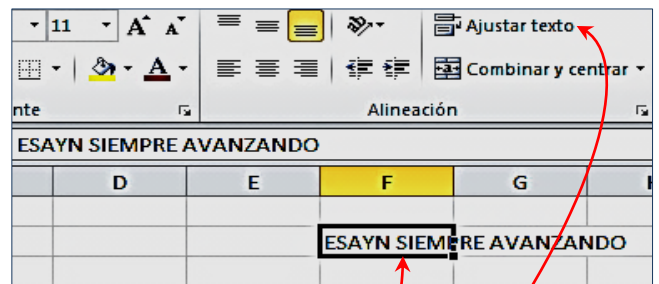 11 A A Ajustar texto
A Combinar y centrar
nte Alineación
ESAYN SIEMPRE AVANZANDO
D E F G
ESAYN SIEMPRE AVANZANDO